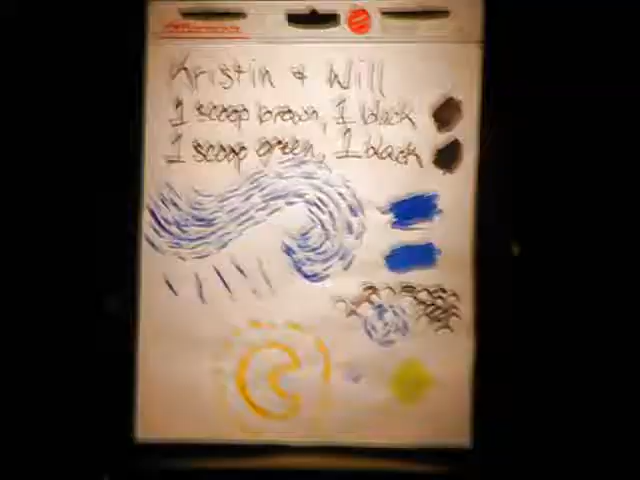 Kristin & Will
1 scoop brown, 1 black
1 scoop green, 1 black